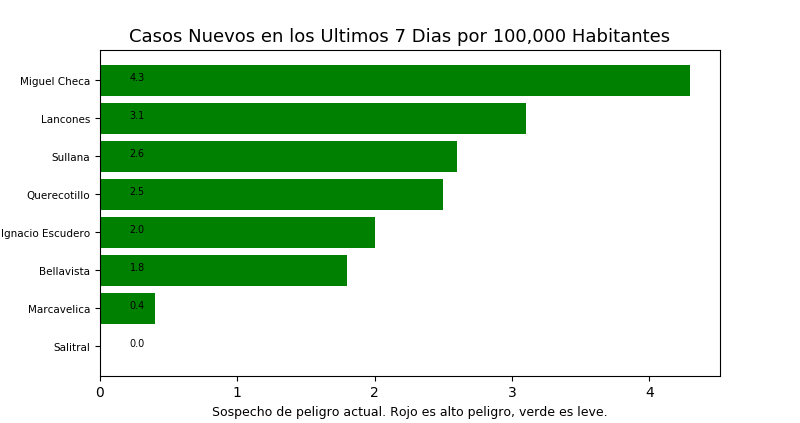 Casos Nuevos en los Ultimos 7 Dias por 100,000 Habitantes
Miguel Checa 4.3
Lancones 3.1
Sullana 2.6
Querecotillo 2.5
Ignacio Escudero 2.0
Bellavista 1.8
Marcavelica 0.4
Salitral 0.0
0 1 2 3 4
Sospecho de peligro actual. Rojo es alto peligro, verde es leve.